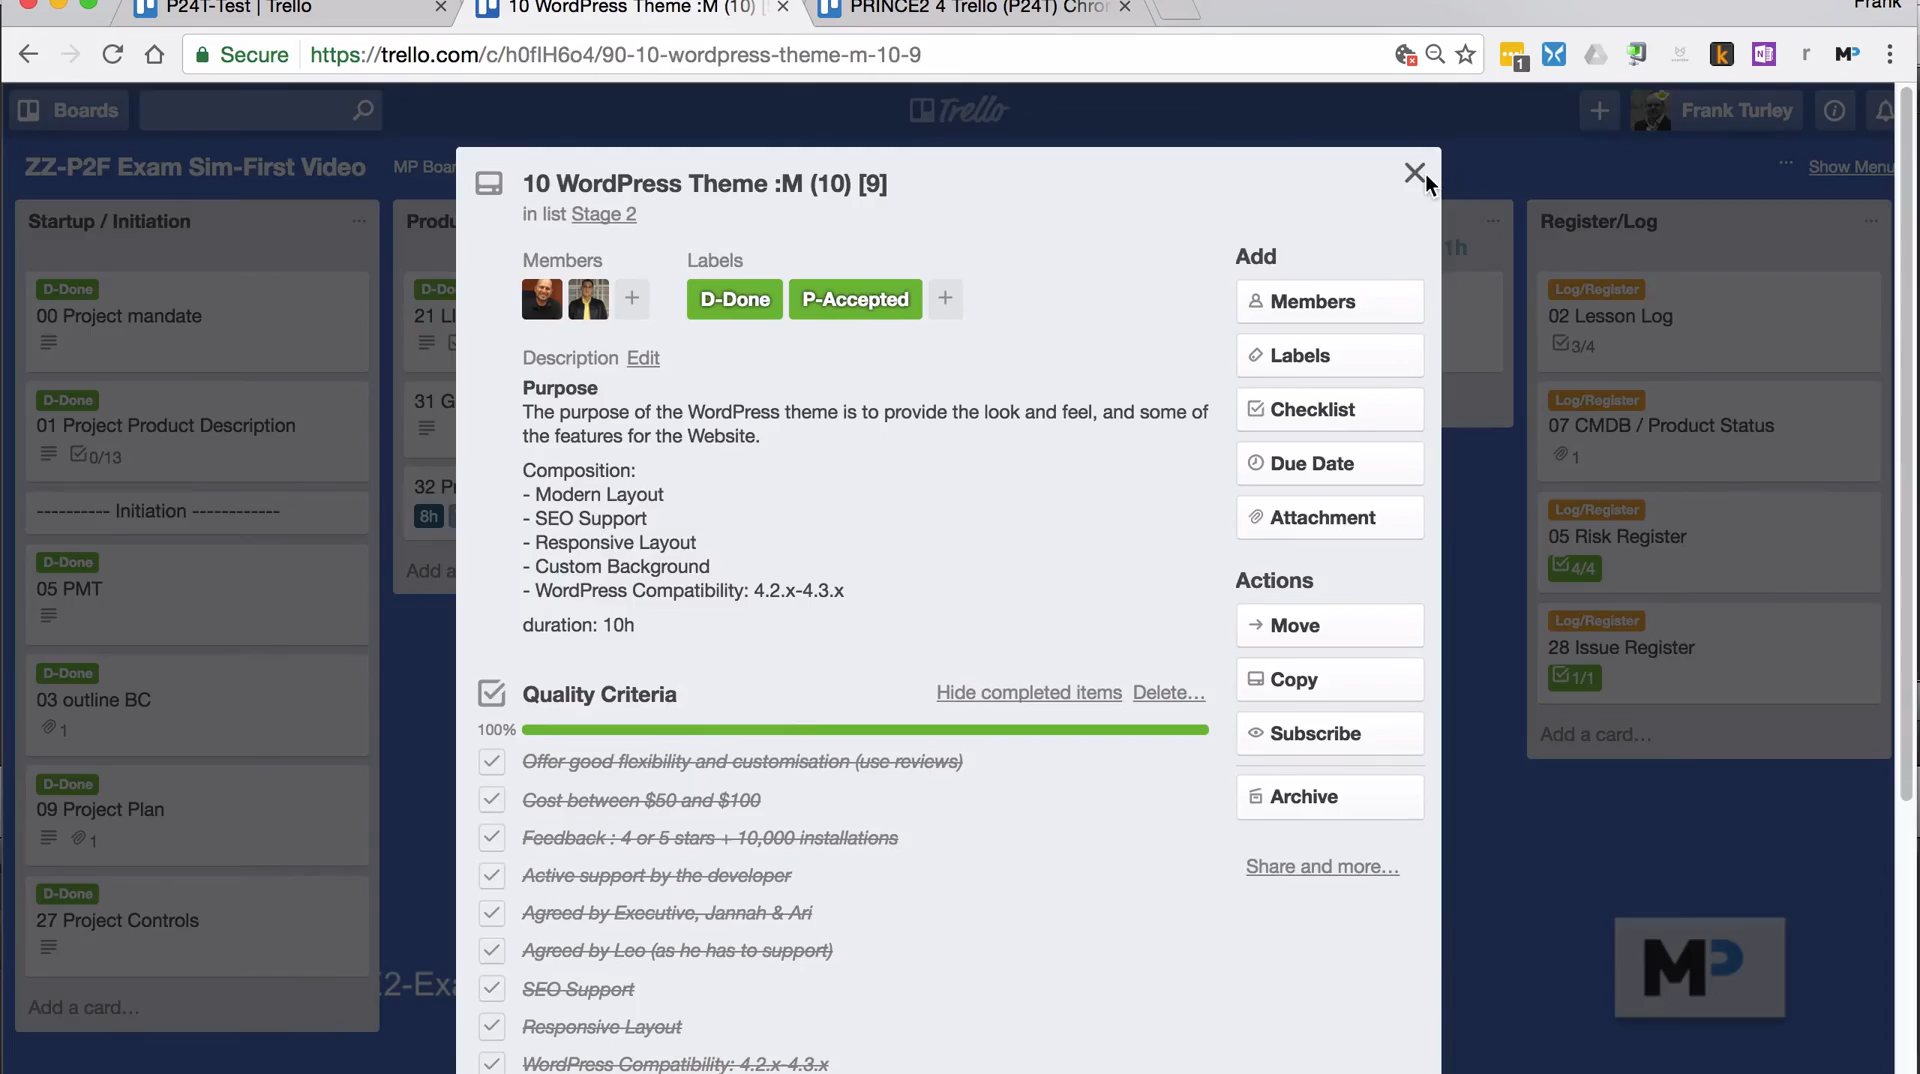 P24T-Test | Trello
10 WordPress Theme :M (10) [
PRINCE2 4 Trello (P24T) Chro
Frank
Secure
https://trello.com/c/h0flH6o4/90-10-wordpress-theme-m-10-9
1
k
N
r
MP
Boards
Trello
Frank Turley
ZZ-P2F Exam Sim-First Video
MP Boar
Show Menu
Startup / Initiation
D-Done
00 Project mandate
D-Done
01 Project Product Description
0/13
---------- Initiation ------------
D-Done
05 PMT
D-Done
03 outline BC
1
D-Done
09 Project Plan
1
D-Done
27 Project Controls
Add a card…
Produ
D-Do
21 Ll
31 G
32 Pr
8h
Add a
2-Exa
10 WordPress Theme :M (10) [9]
in list Stage 2
Members
Labels
D-Done
P-Accepted
Description Edit
Purpose
The purpose of the WordPress theme is to provide the look and feel, and some of
the features for the Website.
Composition:
- Modern Layout
- SEO Support
- Responsive Layout
- Custom Background
- WordPress Compatibility: 4.2.x-4.3.x
duration: 10h
Quality Criteria
Hide completed items
Delete…
100%
Offer good flexibility and customisation (use reviews)
Cost between $50 and $100
Feedback : 4 or 5 stars + 10,000 installations
Active support by the developer
Agreed by Executive, Jannah & Ari
Agreed by Leo (as he has to support)
SEO Support
Responsive Layout
WordPress Compatibility: 4.2.x-4.3.x
Add
Members
Labels
Checklist
Due Date
Attachment
Actions
Move
Copy
Subscribe
Archive
Share and more…
1h
Register/Log
Log/Register
02 Lesson Log
3/4
Log/Register
07 CMDB / Product Status
1
Log/Register
05 Risk Register
4/4
Log/Register
28 Issue Register
1/1
Add a card…
MP